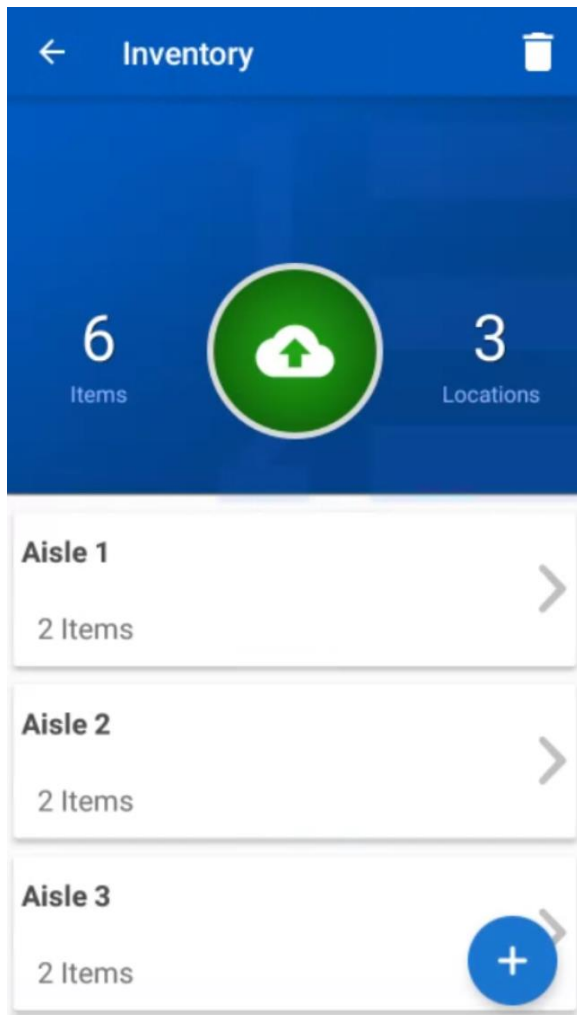 Inventory
6
Items
3
Locations
Aisle 1
2 Items
Aisle 2
2 Items
Aisle 3
2 Items